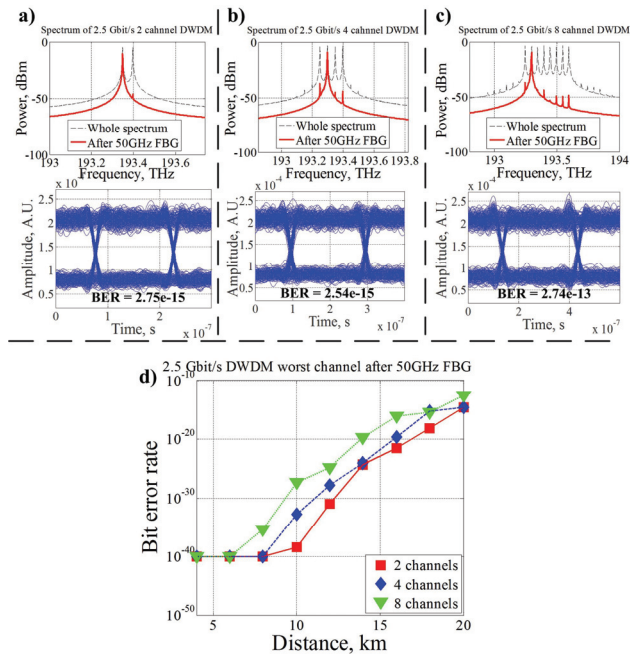 a)
Spectrum of 2.5 Gbit/s 2 cahnnel DWDM
0
-50
-100
Power, dBm
Whole spectrum
After 50GHz FBG
193 193.2 193.4 193.6
Frequency, THz
x 10⁻⁴
2.5
2
1.5
1
0.5
Amplitude, A.U.
BER = 2.75e-15
0 1 2
x 10⁻⁷
Time, s
b)
Spectrum of 2.5 Gbit/s 4 channel DWDM
0
-50
-100
Power, dBm
Whole spectrum
After 50GHz FBG
193 193.2 193.4 193.6 193.8
Frequency, THz
x 10⁻⁴
2.5
2
1.5
1
0.5
Amplitude, A.U.
BER = 2.54e-15
0 1 2 3
x 10⁻⁷
Time, s
c)
Spectrum of 2.5 Gbit/s 8 channel DWDM
0
-50
-100
Power, dBm
Whole spectrum
After 50GHz FBG
193 193.5 194
Frequency, THz
x 10⁻⁴
2.5
2
1.5
1
0.5
Amplitude, A.U.
BER = 2.74e-13
0 2 4
x 10⁻⁷
Time, s
d)
2.5 Gbit/s DWDM worst channel after 50GHz FBG
10⁻¹⁰
10⁻²⁰
10⁻³⁰
10⁻⁴⁰
10⁻⁵⁰
Bit error rate
2 channels
4 channels
8 channels
5 10 15 20
Distance, km